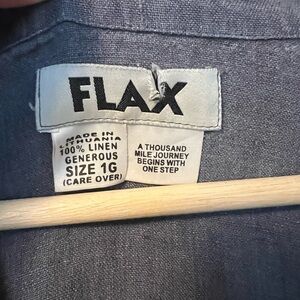 FLAX
MADE IN
LITHUANIA
100% LINEN
GENEROUS
SIZE 1G
(CARE OVER)
A THOUSAND
MILE JOURNEY
BEGINS WITH
ONE STEP